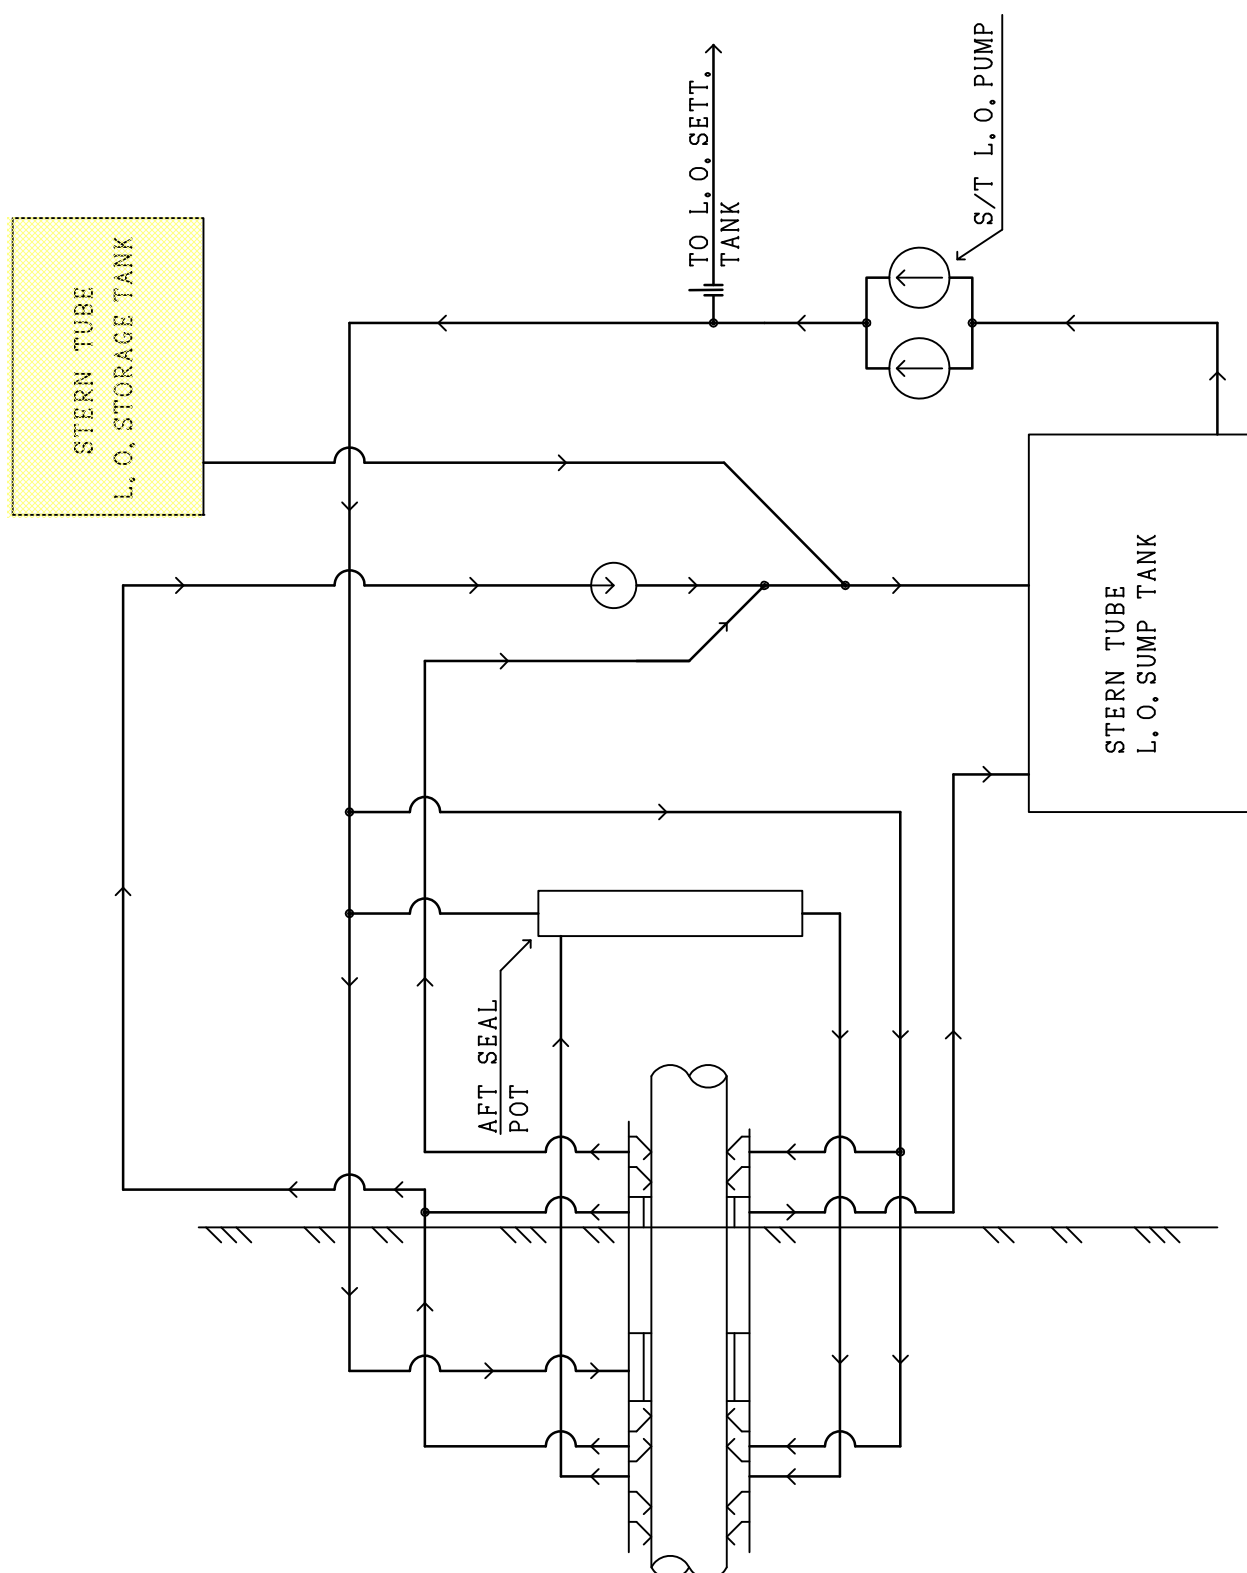 STERN TUBE
L.O. STORAGE TANK
TO L.O. SETT.
TANK
S/T L.O. PUMP
STERN TUBE
L.O. SUMP TANK
AFT SEAL
POT